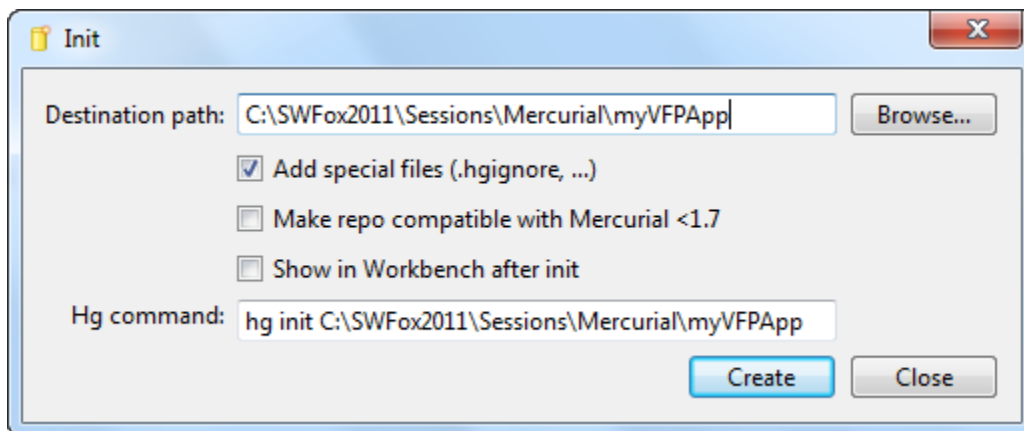 Init
Destination path: C:\SWFox2011\Sessions\Mercurial\myVFPApp Browse...
Add special files (.hgignore, ...)
Make repo compatible with Mercurial <1.7
Show in Workbench after init
Hg command: hg init C:\SWFox2011\Sessions\Mercurial\myVFPApp
Create Close